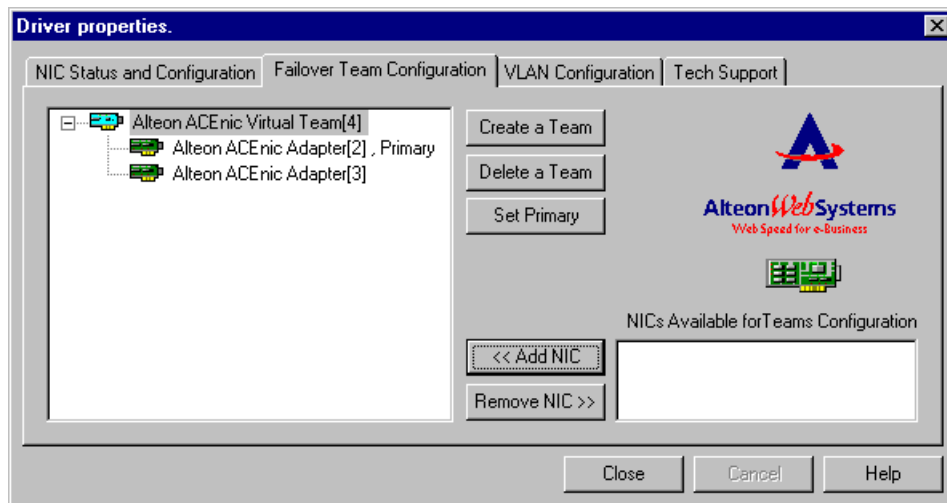 Driver properties.
NIC Status and Configuration
Failover Team Configuration
VLAN Configuration
Tech Support
Alteon ACEnic Virtual Team[4]
Alteon ACEnic Adapter[2] , Primary
Alteon ACEnic Adapter[3]
Create a Team
Delete a Team
Set Primary
Alteon WebSystems
Web Speed for e-Business
NICs Available forTeams Configuration
<< Add NIC
Remove NIC >>
Close
Cancel
Help